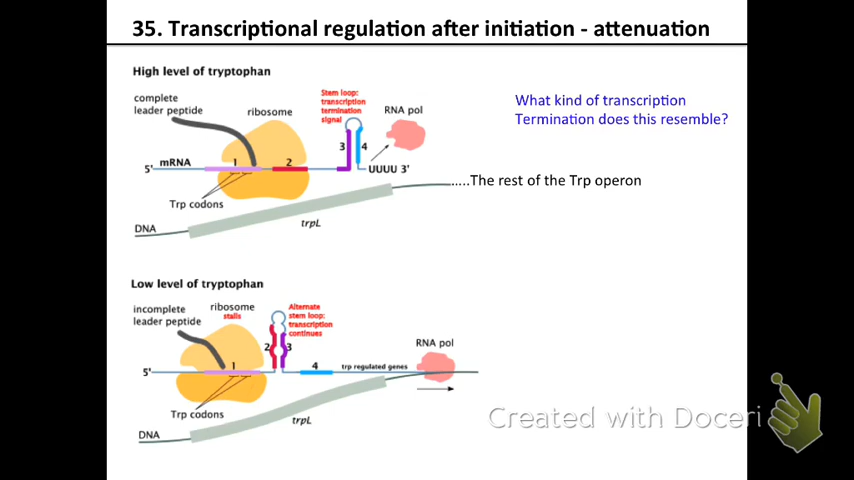 35. Transcriptional regulation after initiation - attenuation
High level of tryptophan
complete
leader peptide
ribosome
Stem loop:
transcription
termination
signal
RNA pol
What kind of transcription
Termination does this resemble?
3
4
5'
mRNA
1
2
UUUU 3'
Trp codons
.....The rest of the Trp operon
trpL
DNA
Low level of tryptophan
incomplete
leader peptide
ribosome
stalls
Alternate
stem loop:
transcription
continues
RNA pol
2
3
5'
1
4
trp regulated genes
Trp codons
trpL
DNA
Created with Doceri